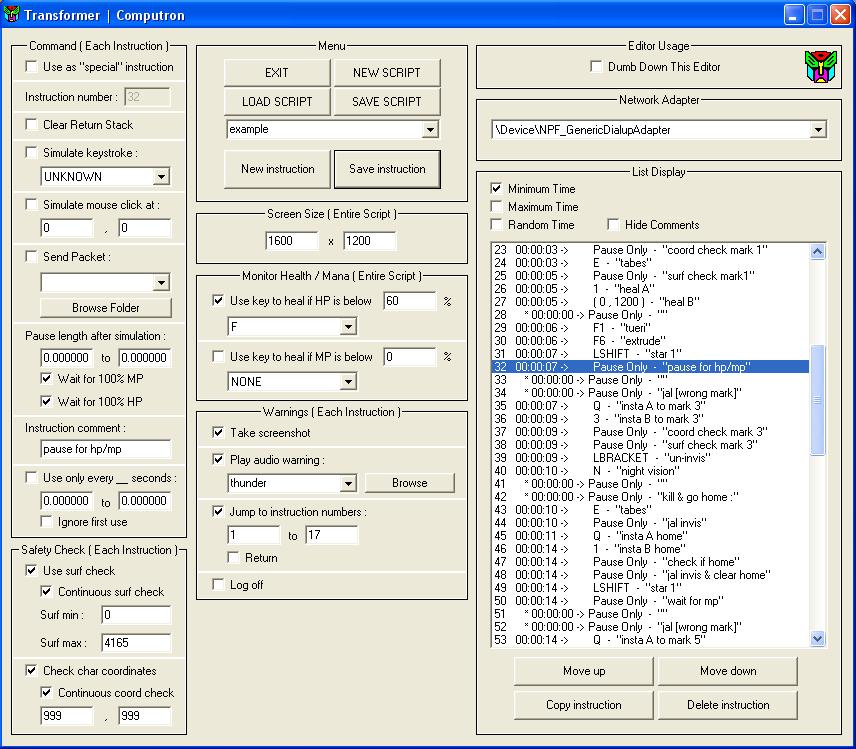 Transformer | Computron
Command ( Each Instruction )
Use as "special" instruction
Instruction number : 32
Clear Return Stack
Simulate keystroke :
UNKNOWN
Simulate mouse click at :
0 , 0
Send Packet :
Browse Folder
Pause length after simulation :
0.000000 to 0.000000
Wait for 100% MP
Wait for 100% HP
Instruction comment :
pause for hp/mp
Use only every __ seconds :
0.000000 to 0.000000
Ignore first use
Safety Check ( Each Instruction )
Use surf check
Continuous surf check
Surf min : 0
Surf max : 4165
Check char coordinates
Continuous coord check
999 , 999
Menu
EXIT NEW SCRIPT
LOAD SCRIPT SAVE SCRIPT
example
New instruction Save instruction
Screen Size ( Entire Script )
1600 x 1200
Monitor Health / Mana ( Entire Script )
Use key to heal if HP is below 60 %
F
Use key to heal if MP is below 0 %
NONE
Warnings ( Each Instruction )
Take screenshot
Play audio warning :
thunder Browse
Jump to instruction numbers :
1 to 17
Return
Log off
Editor Usage
Dumb Down This Editor
Network Adapter
\Device\NPF_GenericDialupAdapter
List Display
Minimum Time
Maximum Time
Random Time Hide Comments
23 00:00:03 -> Pause Only - "coord check mark 1"
24 00:00:03 -> E - "tabes"
25 00:00:05 -> Pause Only - "surf check mark1"
26 00:00:05 -> 1 - "heal A"
27 00:00:05 -> ( 0 , 1200 ) - "heal B"
28 * 00:00:00 -> Pause Only - ""
29 00:00:06 -> F1 - "tueri"
30 00:00:06 -> F6 - "extrude"
31 00:00:07 -> LSHIFT - "star 1"
32 00:00:07 -> Pause Only - "pause for hp/mp"
33 * 00:00:00 -> Pause Only - ""
34 * 00:00:00 -> Pause Only - "jal [wrong mark]"
35 00:00:07 -> Q - "insta A to mark 3"
36 00:00:09 -> 3 - "insta B to mark 3"
37 00:00:09 -> Pause Only - "coord check mark 3"
38 00:00:09 -> Pause Only - "surf check mark 3"
39 00:00:09 -> LBRACKET - "un-invis"
40 00:00:10 -> N - "night vision"
41 * 00:00:00 -> Pause Only - ""
42 * 00:00:00 -> Pause Only - "kill & go home :"
43 00:00:10 -> E - "tabes"
44 00:00:10 -> Pause Only - "jal invis"
45 00:00:11 -> Q - "insta A home"
46 00:00:14 -> 1 - "insta B home"
47 00:00:14 -> Pause Only - "check if home"
48 00:00:14 -> Pause Only - "jal invis & clear home"
49 00:00:14 -> LSHIFT - "star 1"
50 00:00:14 -> Pause Only - "wait for mp"
51 * 00:00:00 -> Pause Only - ""
52 * 00:00:00 -> Pause Only - "jal [wrong mark]"
53 00:00:14 -> Q - "insta A to mark 5"
Move up Move down
Copy instruction Delete instruction